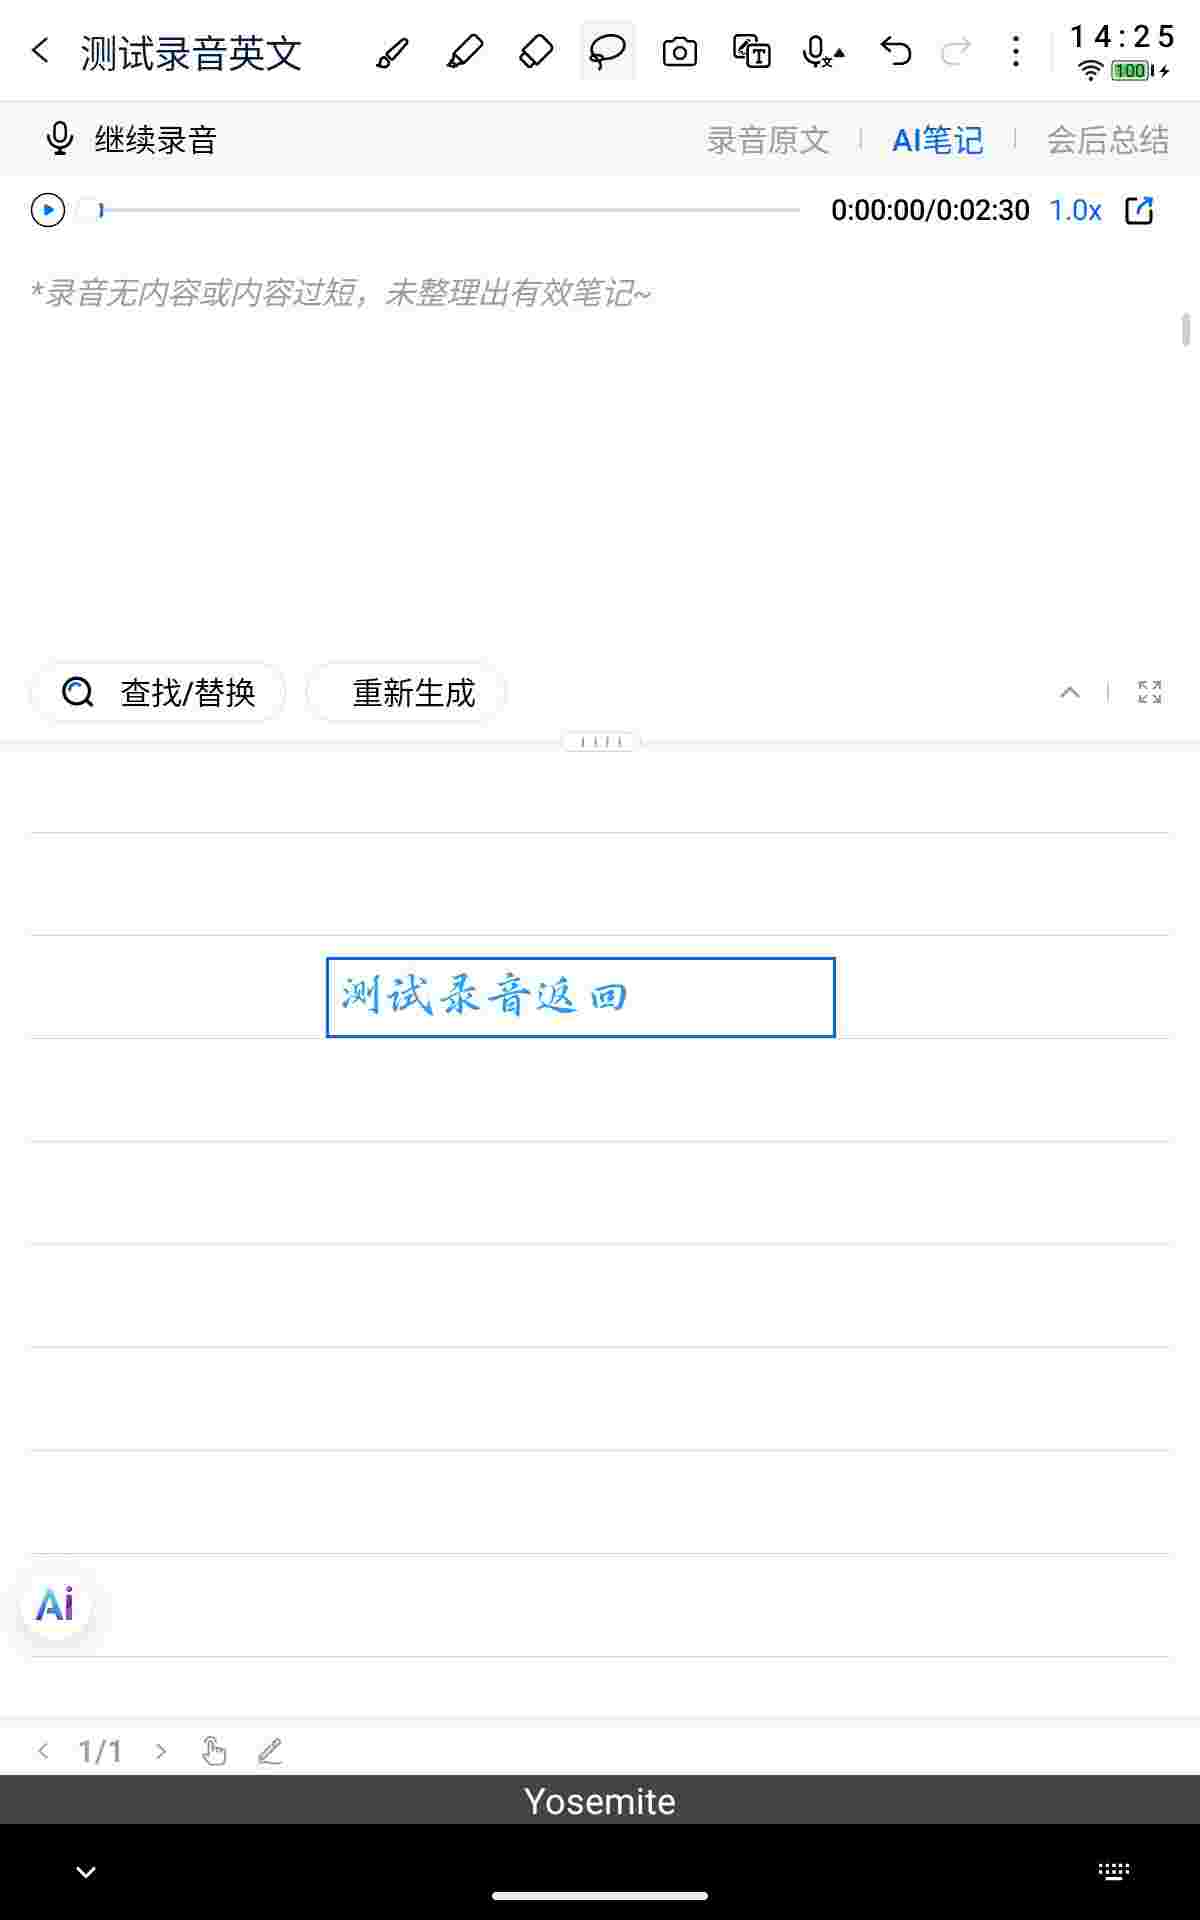 测试录音英文
14:25
100
继续录音
录音原文
AI笔记
会后总结
0:00:00/0:02:30 1.0x
*录音无内容或内容过短，未整理出有效笔记~
查找/替换
重新生成
测试录音返回
Ai
1/1
Yosemite